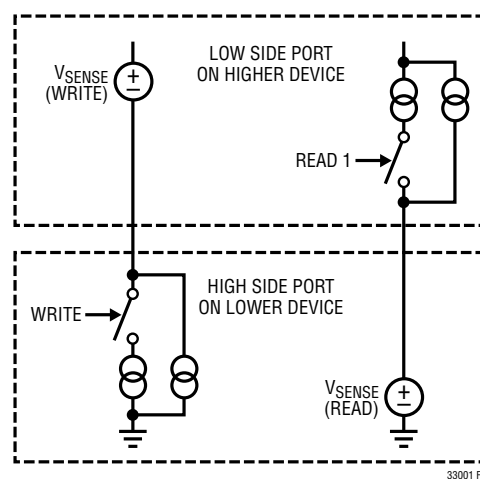 LOW SIDE PORT
ON HIGHER DEVICE
VSENSE
(WRITE)
+
–
READ 1
HIGH SIDE PORT
ON LOWER DEVICE
WRITE
VSENSE
(READ)
+
–
33001 F